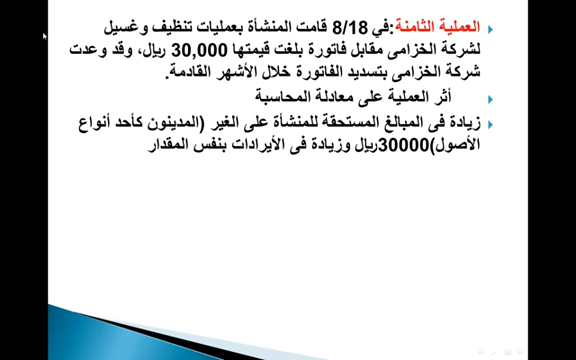 العملية الثامنة:في 8/18 قامت المنشأة بعمليات تنظيف وغسيل
لشركة الخزامى مقابل فاتورة بلغت قيمتها 30,000 ريال، وقد وعدت
شركة الخزامى بتسديد الفاتورة خلال الأشهر القادمة.
أثر العملية على معادلة المحاسبة
زيادة فى المبالغ المستحقة للمنشأة على الغير (المدينون كأحد أنواع
الأصول)30000ريال وزيادة فى الأيرادات بنفس المقدار